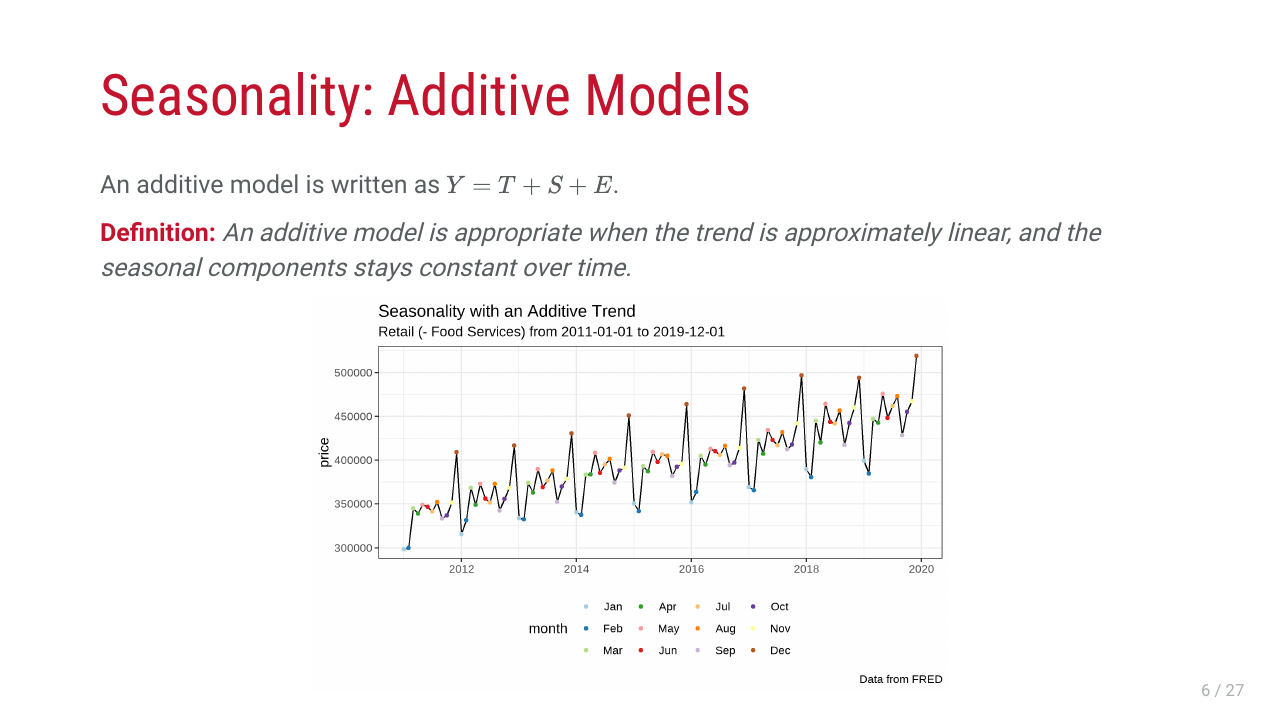 Seasonality: Additive Models
An additive model is written as Y = T + S + E.
Definition: An additive model is appropriate when the trend is approximately linear, and the
seasonal components stays constant over time.
Seasonality with an Additive Trend
Retail (- Food Services) from 2011-01-01 to 2019-12-01
500000
450000
400000
350000
300000
price
2012 2014 2016 2018 2020
month
Jan Apr Jul Oct
Feb May Aug Nov
Mar Jun Sep Dec
Data from FRED
6 / 27